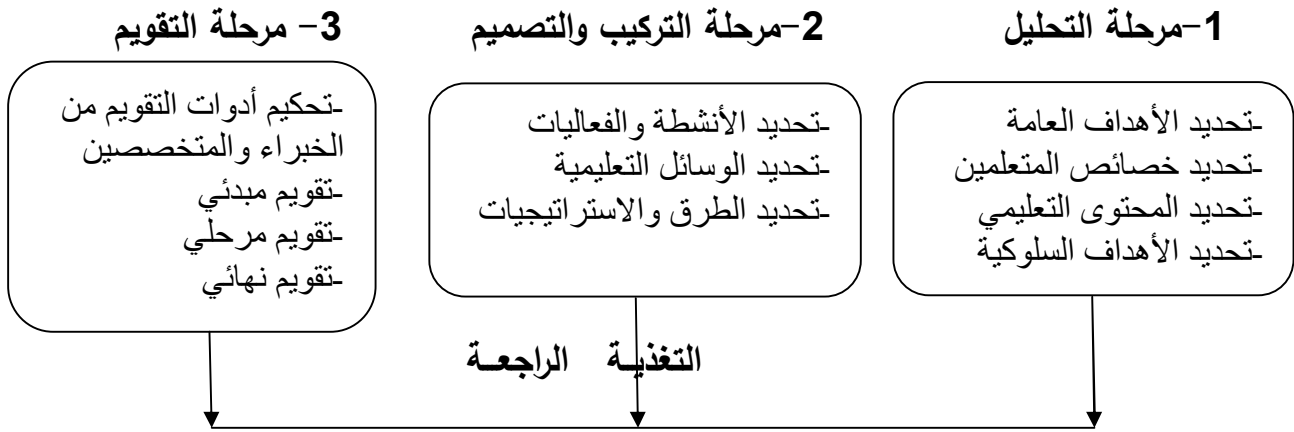 1-مرحلة التحليل
-تحديد الأهداف العامة
-تحديد خصائص المتعلمين
-تحديد المحتوى التعليمي
-تحديد الأهداف السلوكية
2-مرحلة التركيب والتصميم
-تحديد الأنشطة والفعاليات
-تحديد الوسائل التعليمية
-تحديد الطرق والاستراتيجيات
3- مرحلة التقويم
-تحكيم أدوات التقويم من
الخبراء والمتخصصين
-تقويم مبدئي
-تقويم مرحلي
-تقويم نهائي
التغذيـة الراجعـة